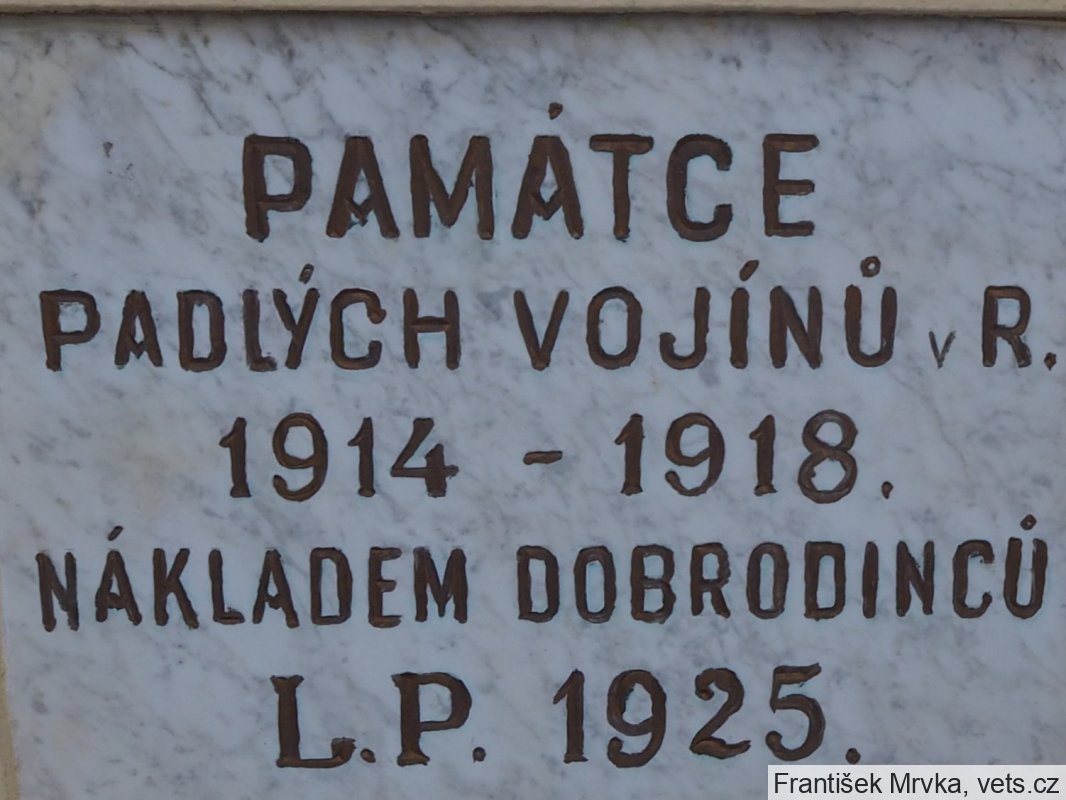 PAMÁTCE
PADLÝCH VOJÍNŮ v R.
1914 - 1918.
NÁKLADEM DOBRODINCŮ
L.P. 1925.
František Mrvka, vets.cz